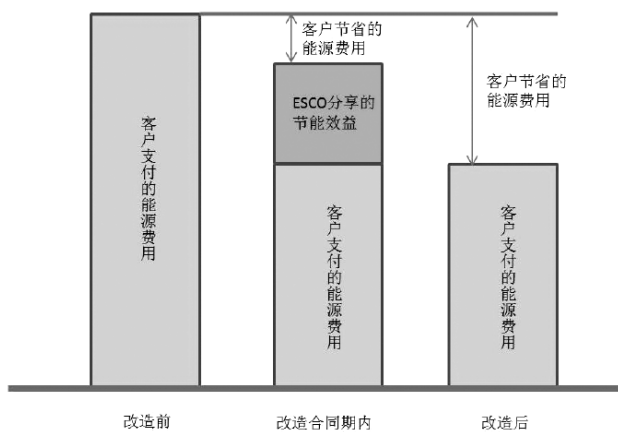 客户节省的
能源费用
客户节省的
能源费用
ESCO分享的
节能效益
客户支付的能源费用
客户支付的能源费用
客户支付的能源费用
改造前
改造合同期内
改造后